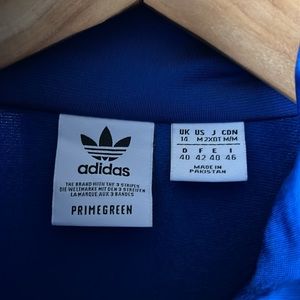 adidas
THE BRAND WITH THE 3 STRIPES
DIE WELTMARKE MIT DEN 3 STREIFEN
LA MARQUE AUX 3 BANDES
PRIMEGREEN
UK US J CDN
14 M 2XOT M/M
D F E I
40 42 40 46
MADE IN
PAKISTAN